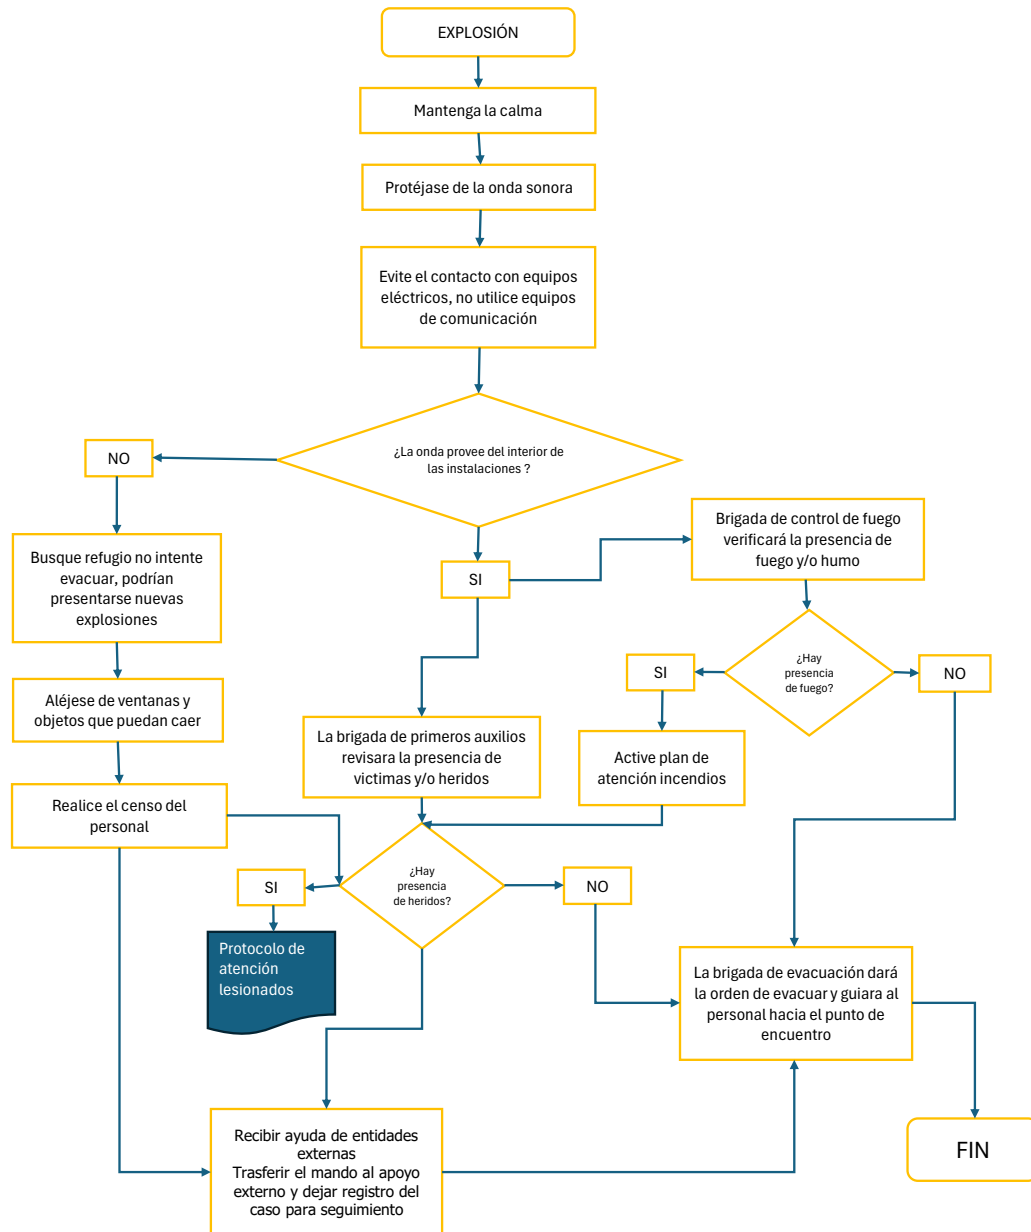 EXPLOSIÓN
Mantenga la calma
Protéjase de la onda sonora
Evite el contacto con equipos
eléctricos, no utilice equipos
de comunicación
¿La onda provee del interior de
las instalaciones ?
NO
Busque refugio no intente
evacuar, podrían
presentarse nuevas
explosiones
Aléjese de ventanas y
objetos que puedan caer
Realice el censo del
personal
SI
Brigada de control de fuego
verificará la presencia de
fuego y/o humo
¿Hay
presencia
de fuego?
SI
NO
La brigada de primeros auxilios
revisara la presencia de
victimas y/o heridos
Active plan de
atención incendios
¿Hay
presencia
de heridos?
SI
NO
Protocolo de
atención
lesionados
La brigada de evacuación dará
la orden de evacuar y guiara al
personal hacia el punto de
encuentro
Recibir ayuda de entidades
externas
Trasferir el mando al apoyo
externo y dejar registro del
caso para seguimiento
FIN